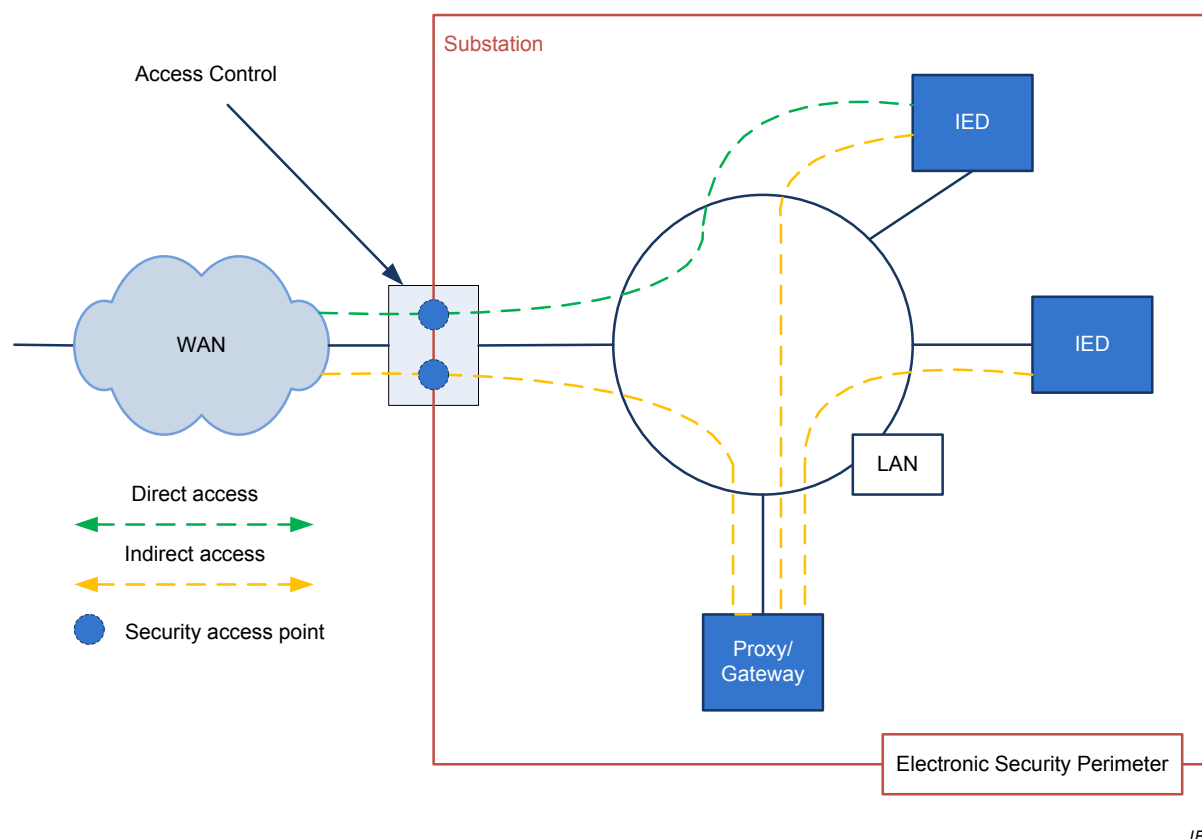 Substation
Access Control
IED
WAN
IED
LAN
Direct access
Indirect access
Security access point
Proxy/
Gateway
Electronic Security Perimeter